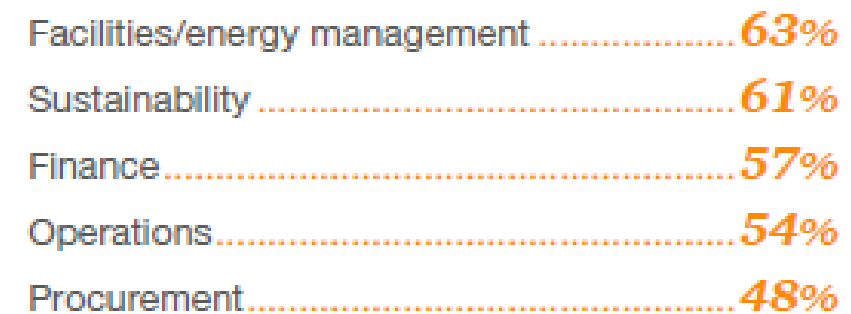 Facilities/energy management ................... 63%
Sustainability .............................................. 61%
Finance....................................................... 57%
Operations.................................................. 54%
Procurement............................................... 48%